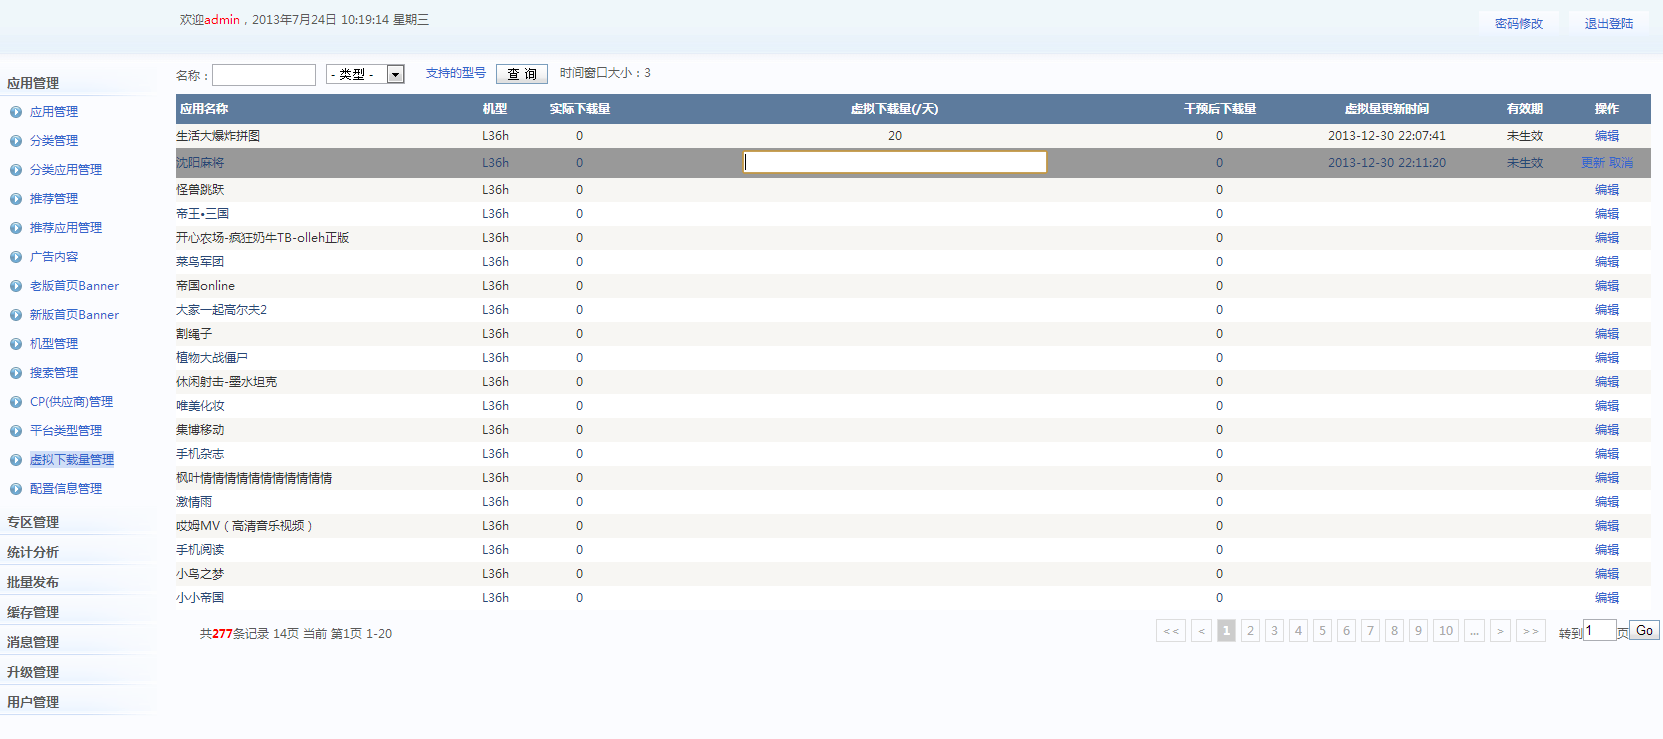 欢迎admin，2013年7月24日 10:19:14 星期三
密码修改 退出登陆
应用管理
应用管理
分类管理
分类应用管理
推荐管理
推荐应用管理
广告内容
老版首页Banner
新版首页Banner
机型管理
搜索管理
CP(供应商)管理
平台类型管理
虚拟下载量管理
配置信息管理
专区管理
统计分析
批量发布
缓存管理
消息管理
升级管理
用户管理
名称： - 类型 - 支持的型号 查 询 时间窗口大小：3
应用名称 机型 实际下载量 虚拟下载量(/天) 干预后下载量 虚拟量更新时间 有效期 操作
生活大爆炸拼图 L36h 0 20 0 2013-12-30 22:07:41 未生效 编辑
沈阳麻将 L36h 0 0 2013-12-30 22:11:20 未生效 更新 取消
怪兽跳跃 L36h 0 0 编辑
帝王•三国 L36h 0 0 编辑
开心农场-疯狂奶牛TB-olleh正版 L36h 0 0 编辑
菜鸟军团 L36h 0 0 编辑
帝国online L36h 0 0 编辑
大家一起高尔夫2 L36h 0 0 编辑
割绳子 L36h 0 0 编辑
植物大战僵尸 L36h 0 0 编辑
休闲射击-墨水坦克 L36h 0 0 编辑
唯美化妆 L36h 0 0 编辑
集博移动 L36h 0 0 编辑
手机杂志 L36h 0 0 编辑
枫叶情情情情情情情情情情情 L36h 0 0 编辑
激情雨 L36h 0 0 编辑
哎姆MV（高清音乐视频） L36h 0 0 编辑
手机阅读 L36h 0 0 编辑
小鸟之梦 L36h 0 0 编辑
小小帝国 L36h 0 0 编辑
共277条记录 14页 当前 第1页 1-20
<< < 1 2 3 4 5 6 7 8 9 10 ... > >> 转到1页 Go